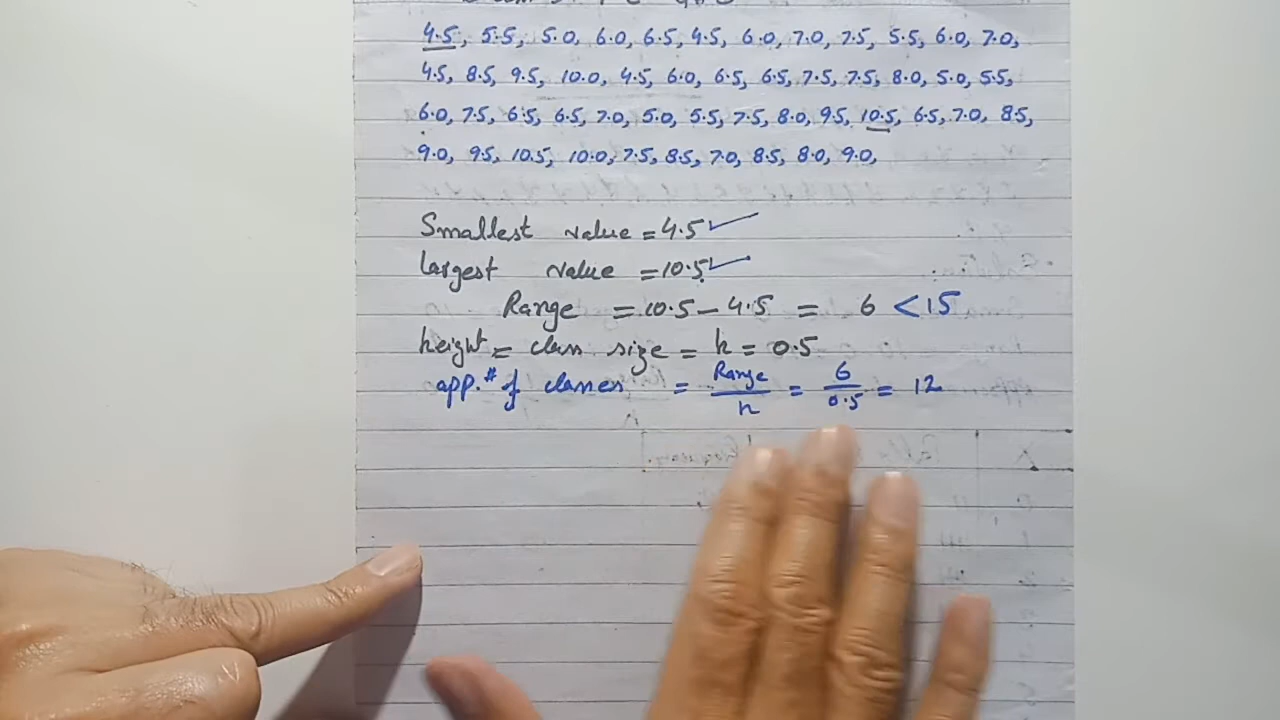 4.5, 5.5, 5.0, 6.0, 6.5, 4.5, 6.0, 7.0, 7.5, 5.5, 6.0, 7.0,
4.5, 8.5, 9.5, 10.0, 4.5, 6.0, 6.5, 6.5, 7.5, 7.5, 8.0, 5.0, 5.5,
6.0, 7.5, 6.5, 6.5, 7.0, 5.0, 5.5, 7.5, 8.0, 9.5, 10.5, 6.5, 7.0, 8.5,
9.0, 9.5, 10.5, 10.0, 7.5, 8.5, 7.0, 8.5, 8.0, 9.0,
Smallest value = 4.5 ✓
largest value = 10.5 ✓
Range = 10.5 – 4.5 = 6 < 15
height = class size = h = 0.5
app. # of classes = Range/h = 6/0.5 = 12